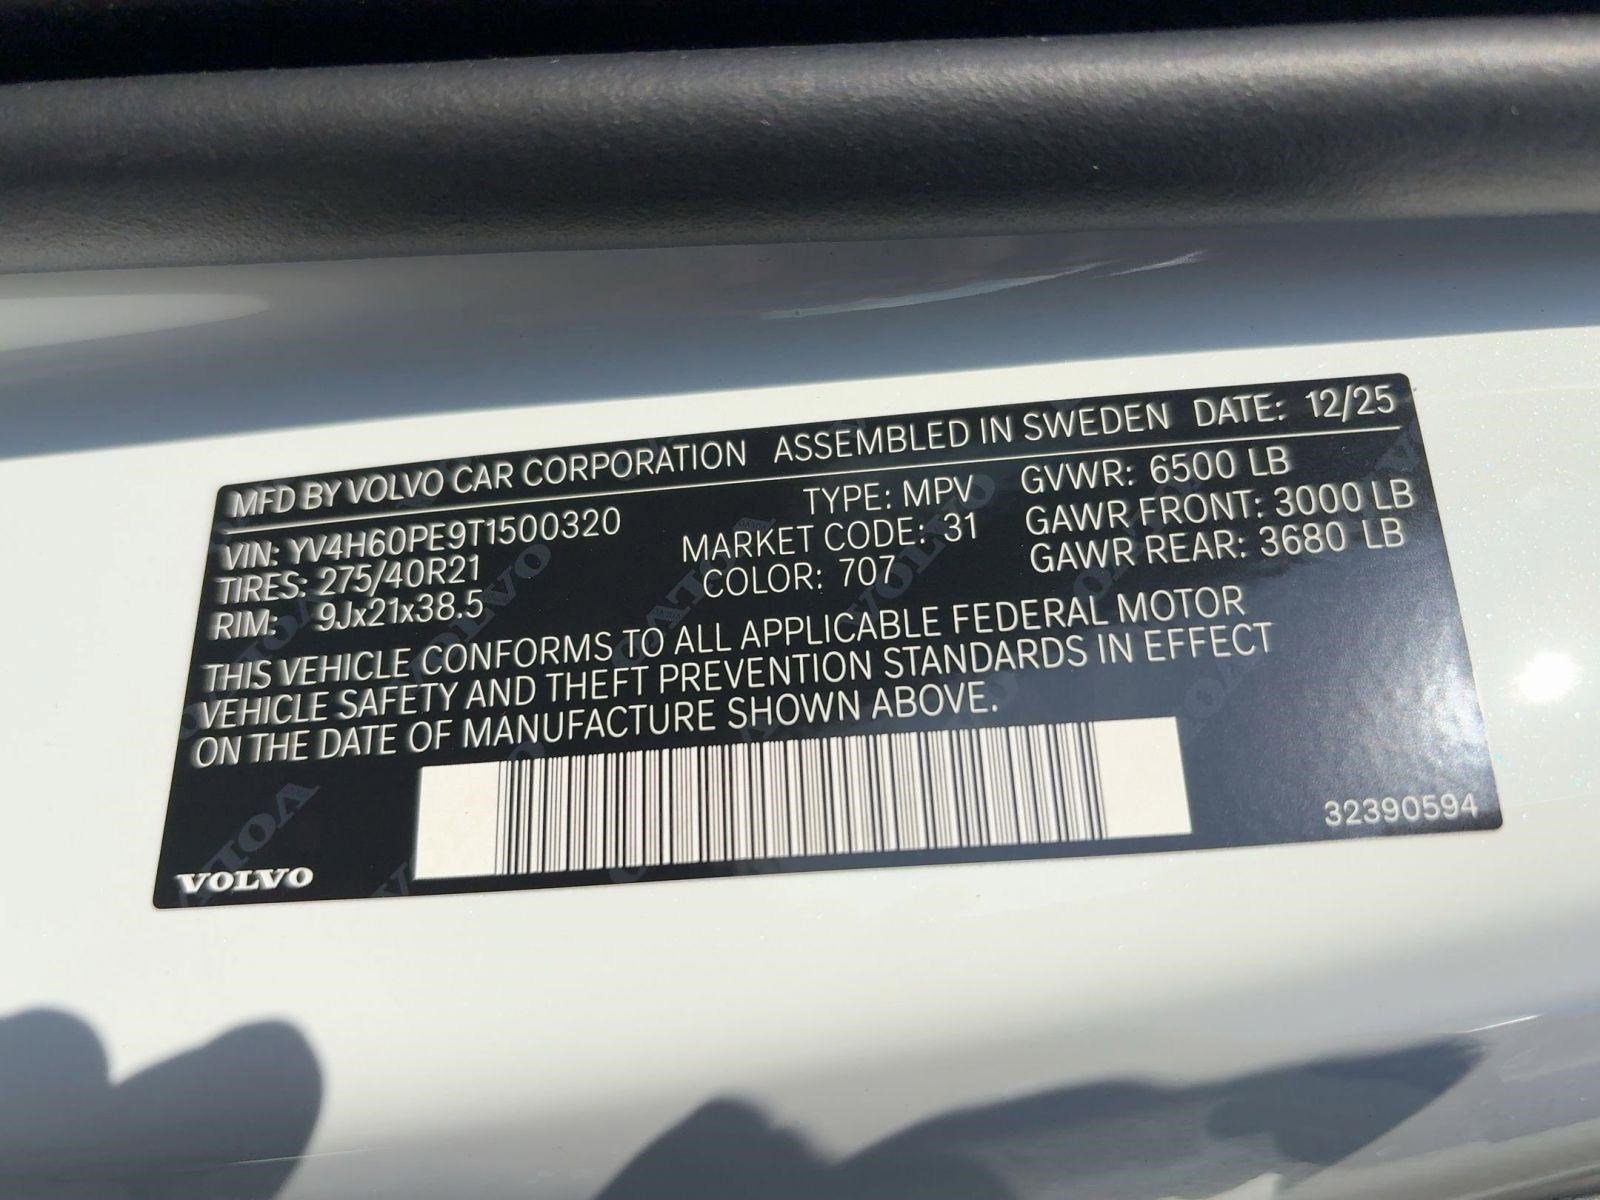 MFD BY VOLVO CAR CORPORATION ASSEMBLED IN SWEDEN DATE: 12/25
VIN: YV4H60PE9T1500320 TYPE: MPV GVWR: 6500 LB
TIRES: 275/40R21 MARKET CODE: 31 GAWR FRONT: 3000 LB
RIM: 9Jx21x38.5 COLOR: 707 GAWR REAR: 3680 LB
THIS VEHICLE CONFORMS TO ALL APPLICABLE FEDERAL MOTOR
VEHICLE SAFETY AND THEFT PREVENTION STANDARDS IN EFFECT
ON THE DATE OF MANUFACTURE SHOWN ABOVE.
32390594
VOLVO